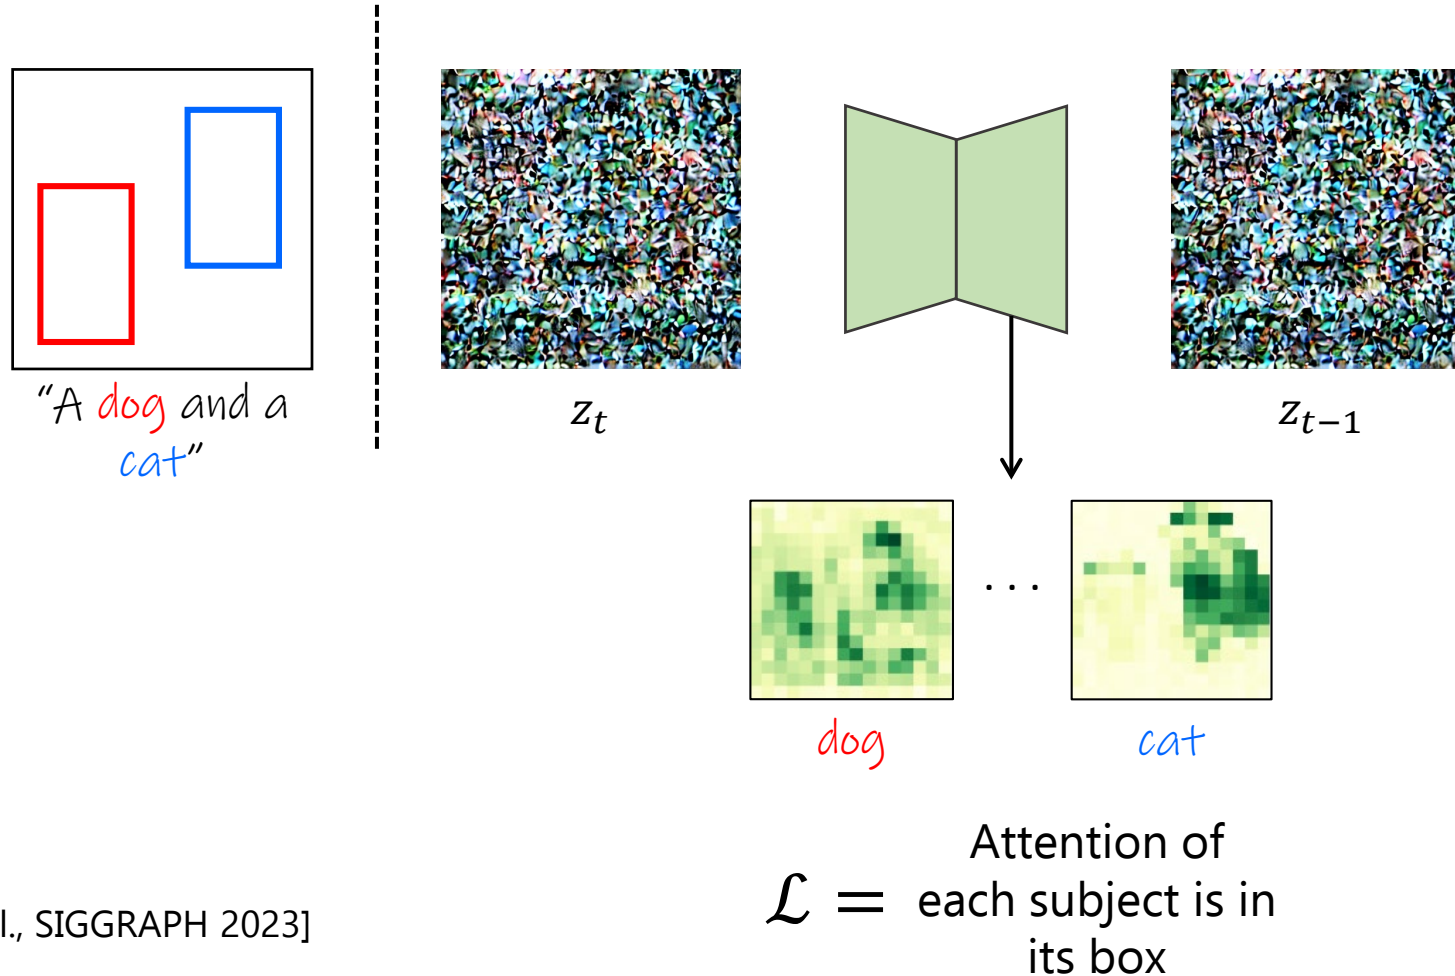 “A dog and a
cat”
z_t
z_{t−1}
. . .
dog
cat
ℒ =
Attention of
each subject is in
its box
l., SIGGRAPH 2023]